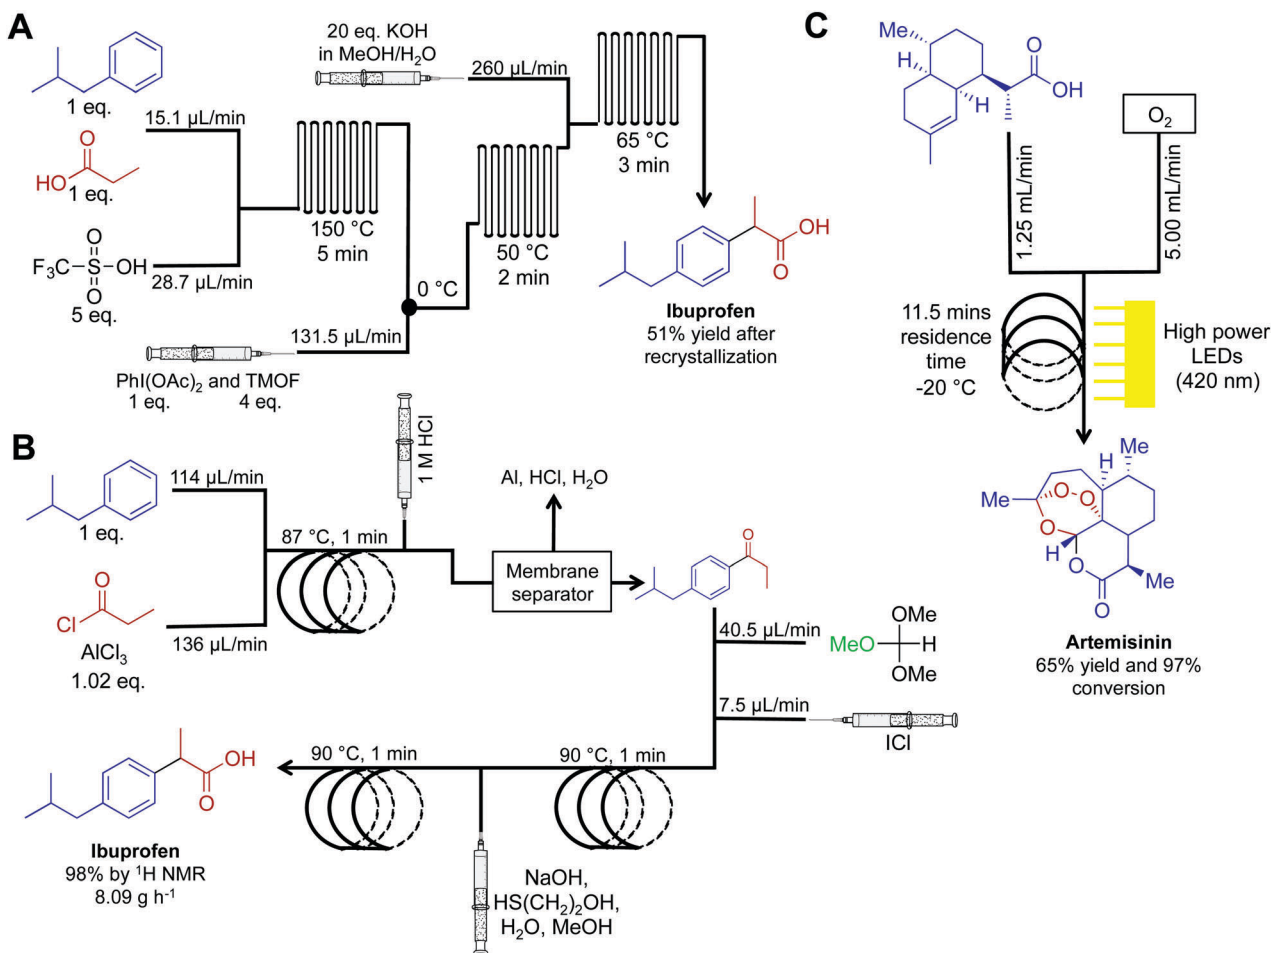 A
1 eq.
15.1 µL/min
O
HO
1 eq.
O
F₃C S OH
O
5 eq.
28.7 µL/min
150 °C
5 min
20 eq. KOH
in MeOH/H₂O
260 µL/min
0 °C
50 °C
2 min
65 °C
3 min
131.5 µL/min
PhI(OAc)₂ and TMOF
1 eq. 4 eq.
OH
O
Ibuprofen
51% yield after
recrystallization
B
1 eq.
114 µL/min
O
Cl
AlCl₃
1.02 eq.
136 µL/min
87 °C, 1 min
1 M HCl
Al, HCl, H₂O
Membrane
separator
O
40.5 µL/min
OMe
MeO H
OMe
7.5 µL/min
ICl
90 °C, 1 min
90 °C, 1 min
NaOH,
HS(CH₂)₂OH,
H₂O, MeOH
OH
O
Ibuprofen
98% by ¹H NMR
8.09 g h⁻¹
C
Me
H
H
O
OH
O₂
1.25 mL/min
5.00 mL/min
11.5 mins
residence
time
-20 °C
High power
LEDs
(420 nm)
Me
H
Me
O
O
O
H
O
Me
O
Artemisinin
65% yield and 97%
conversion